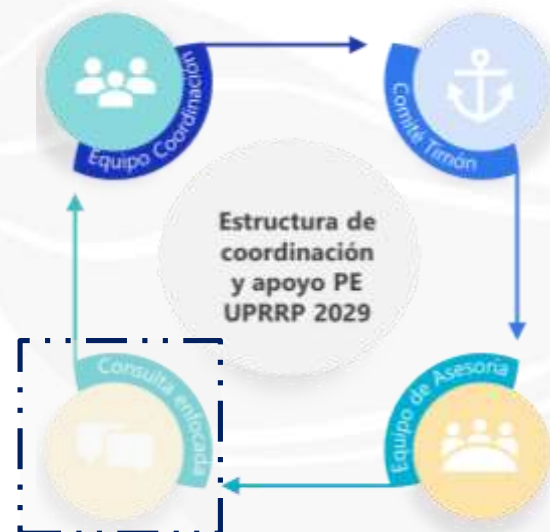 Equipo Coordinación
Comité Timón
Estructura de
coordinación
y apoyo PE
UPRRP 2029
Consulta enfocada
Equipo de Asesoría